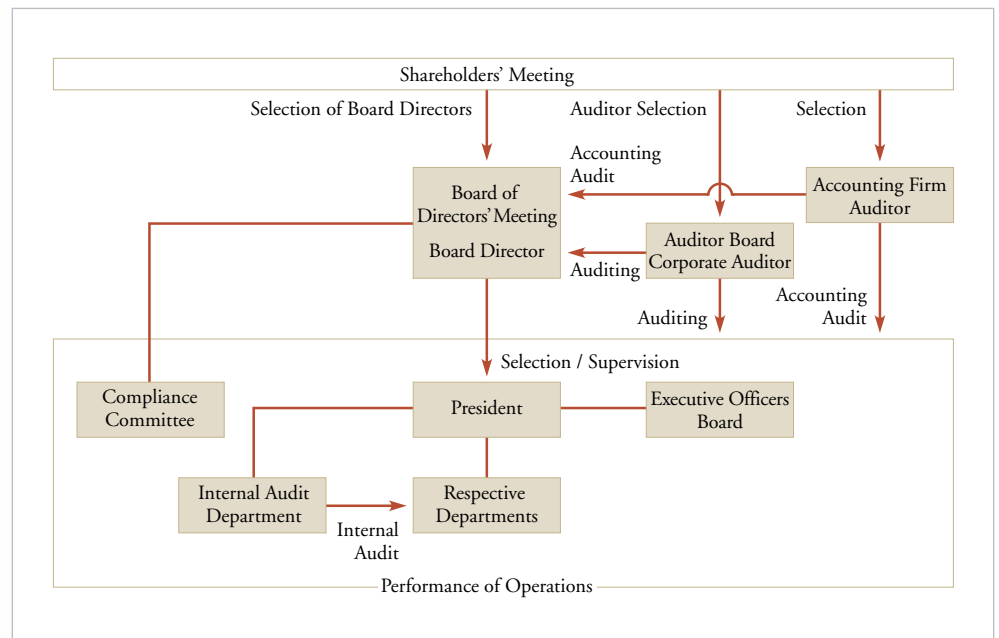 Shareholders’ Meeting
Selection of Board Directors
Auditor Selection
Selection
Accounting
Audit
Board of
Directors’ Meeting
Board Director
Accounting Firm
Auditor
Auditor Board
Corporate Auditor
Auditing
Auditing
Accounting
Audit
Selection / Supervision
Compliance
Committee
President
Executive Officers
Board
Internal Audit
Department
Internal
Audit
Respective
Departments
Performance of Operations